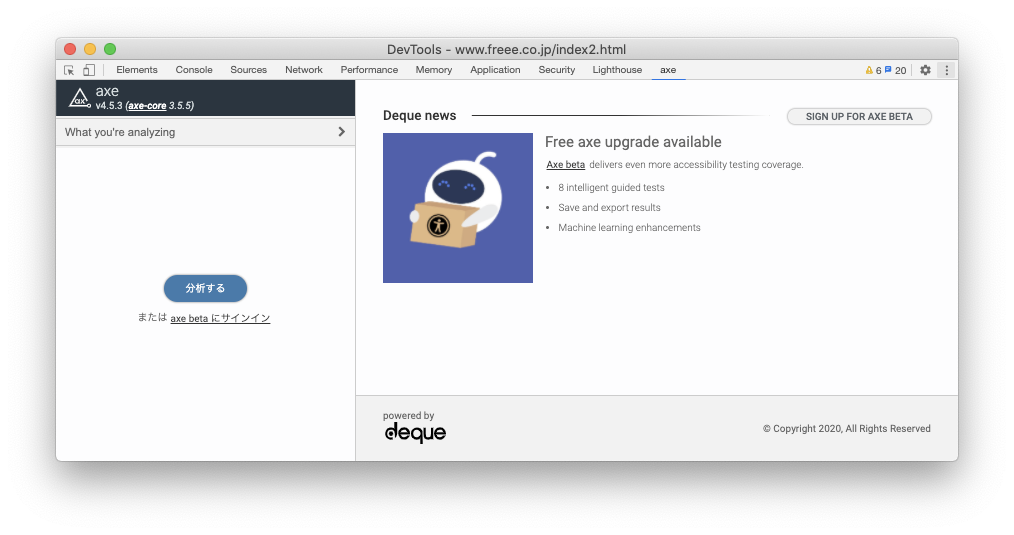 DevTools - www.freee.co.jp/index2.html
Elements Console Sources Network Performance Memory Application Security Lighthouse axe 6 20
axe
v4.5.3 (axe-core 3.5.5)
What you're analyzing
分析する
または axe beta にサインイン
Deque news
SIGN UP FOR AXE BETA
Free axe upgrade available
Axe beta delivers even more accessibility testing coverage.
• 8 intelligent guided tests
• Save and export results
• Machine learning enhancements
powered by
deque
© Copyright 2020, All Rights Reserved